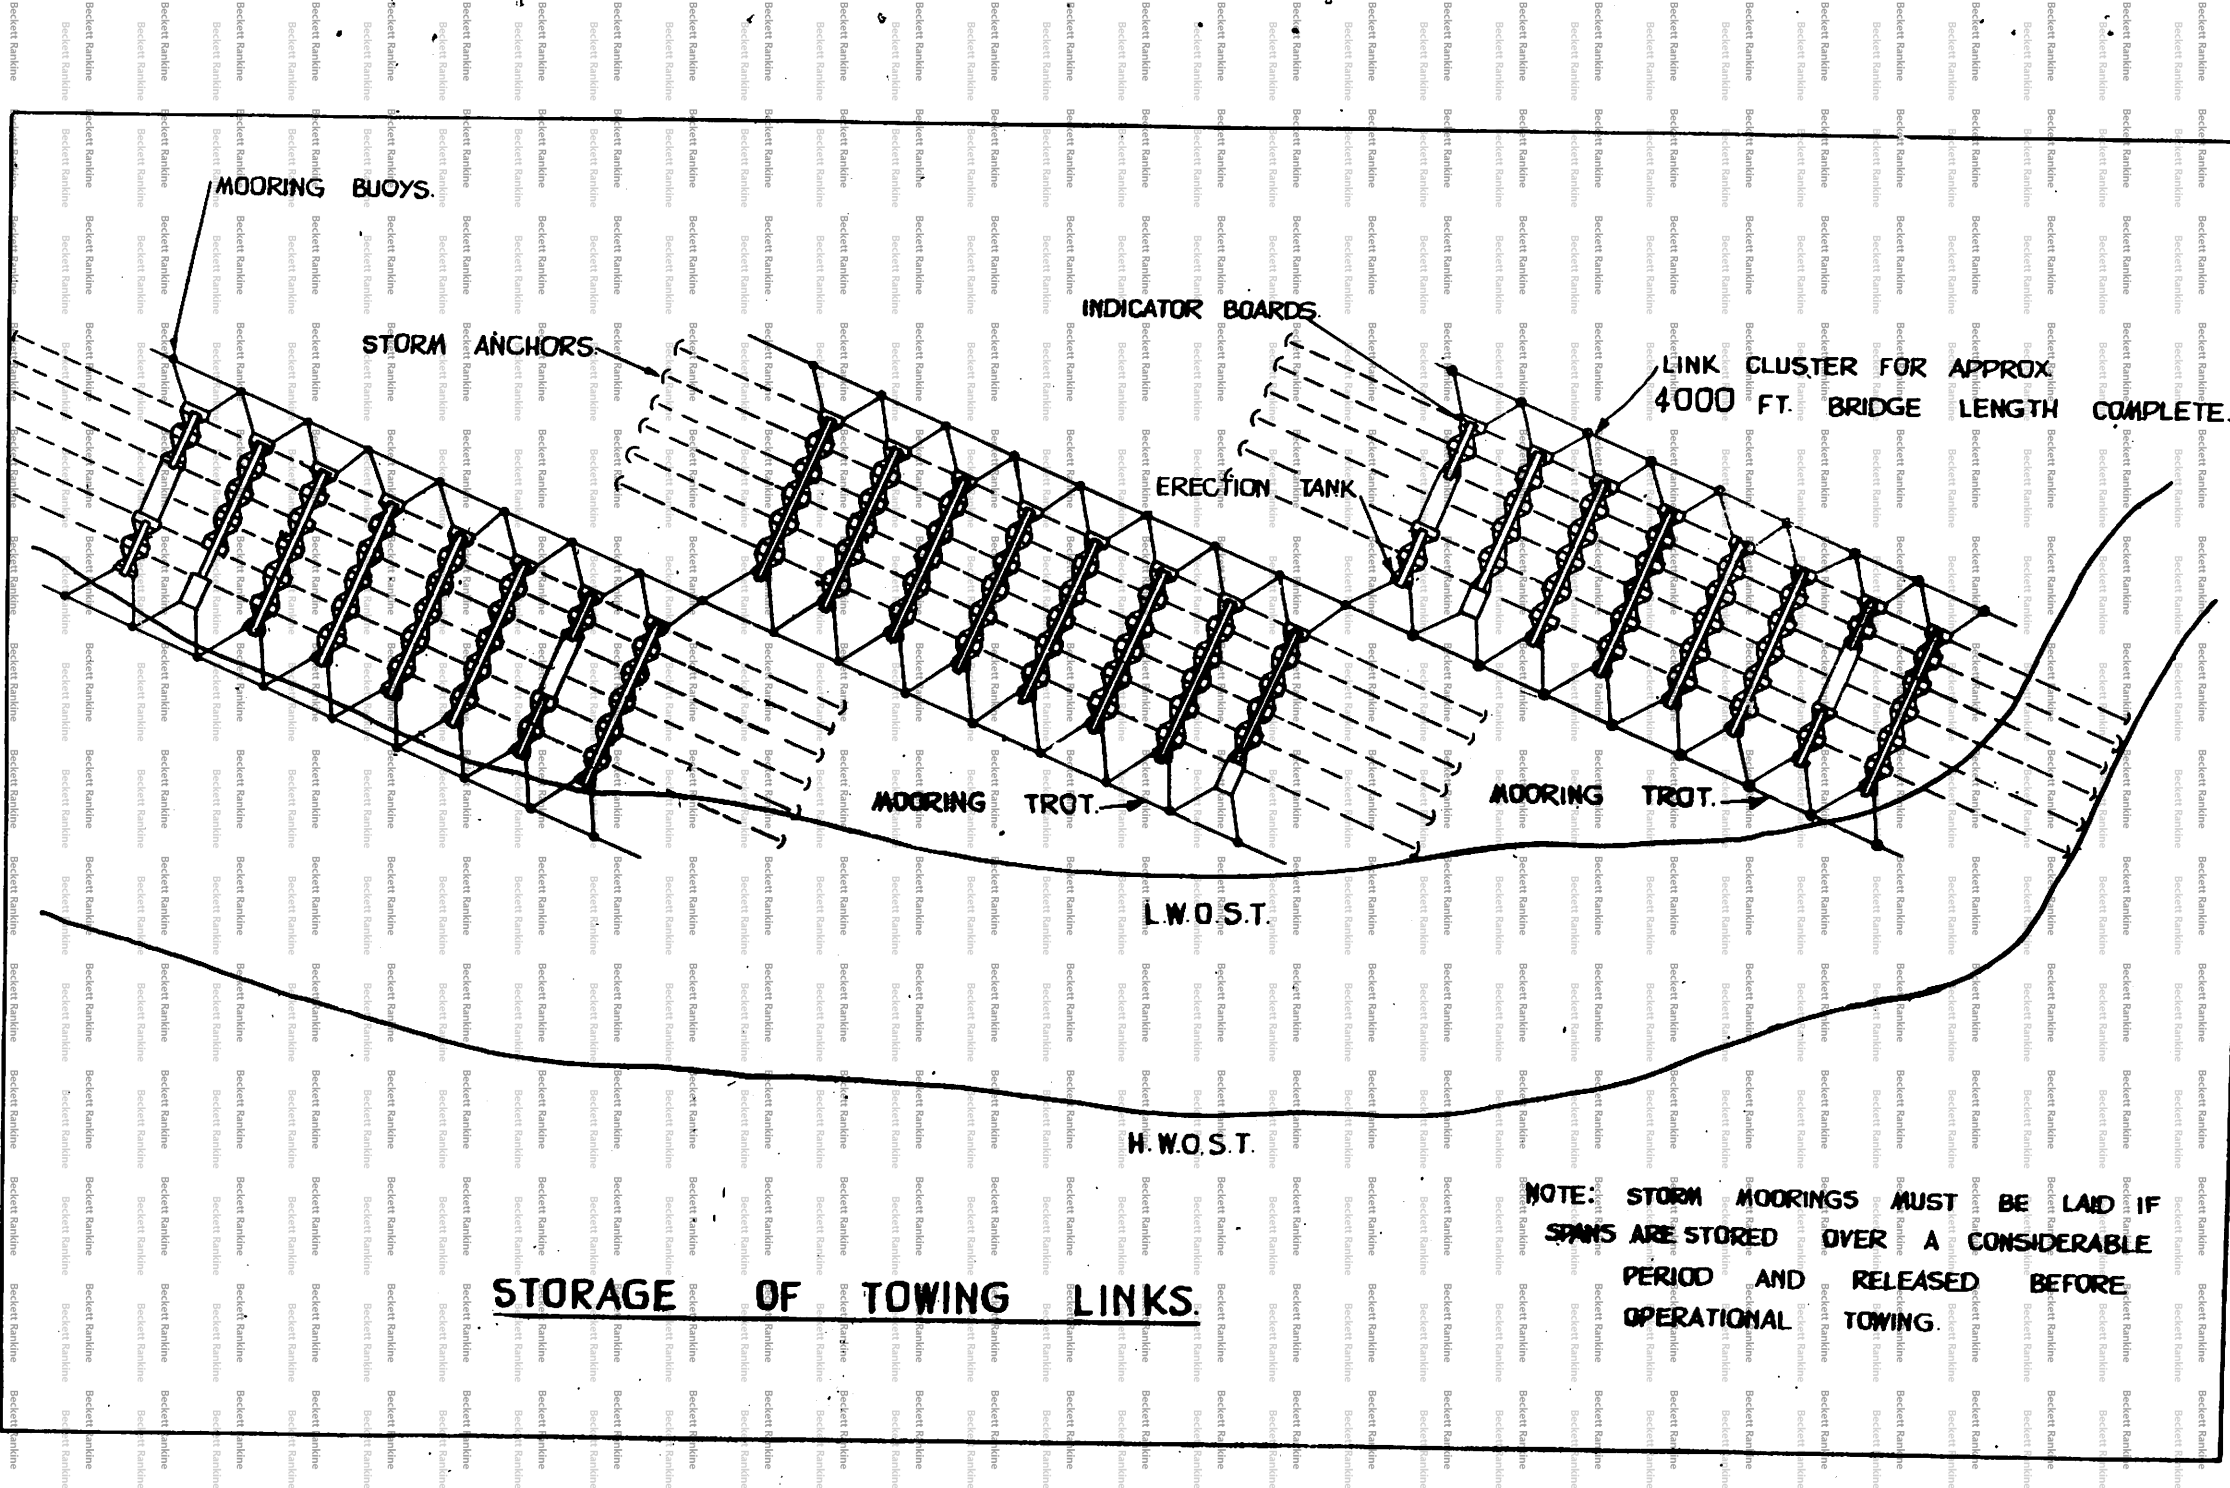 MOORING BUOYS.
STORM ANCHORS.
INDICATOR BOARDS.
LINK CLUSTER FOR APPROX.
4000 FT. BRIDGE LENGTH COMPLETE.
ERECTION TANK
MOORING TROT.
MOORING TROT.
L.W.O.S.T.
H.W.O.S.T.
NOTE: STORM MOORINGS MUST BE LAID IF
SPANS ARE STORED OVER A CONSIDERABLE
PERIOD AND RELEASED BEFORE
OPERATIONAL TOWING.
STORAGE OF TOWING LINKS.
Beckett Rankine